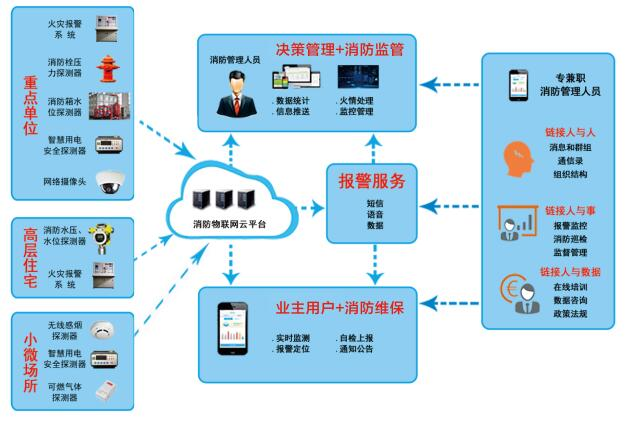 重点单位
火灾报警
系 统
消防栓压
力探测器
消防箱水
位探测器
智慧用电
安全探测器
网络摄像头
高层住宅
消防水压、
水位探测器
火灾报警
系 统
小微场所
无线感烟
探测器
智慧用电
安全探测器
可燃气体
探测器
消防物联网云平台
决策管理+消防监管
消防管理人员
. 数据统计
. 信息推送
. 火情处理
. 监控管理
报警服务
短信
语音
数据
业主用户+消防维保
. 实时监测
. 报警定位
. 自检上报
. 通知公告
专兼职
消防管理人员
链接人与人
消息和群组
通信录
组织结构
链接人与事
报警监控
消防巡检
监督管理
链接人与数据
在线培训
数据咨询
政策法规